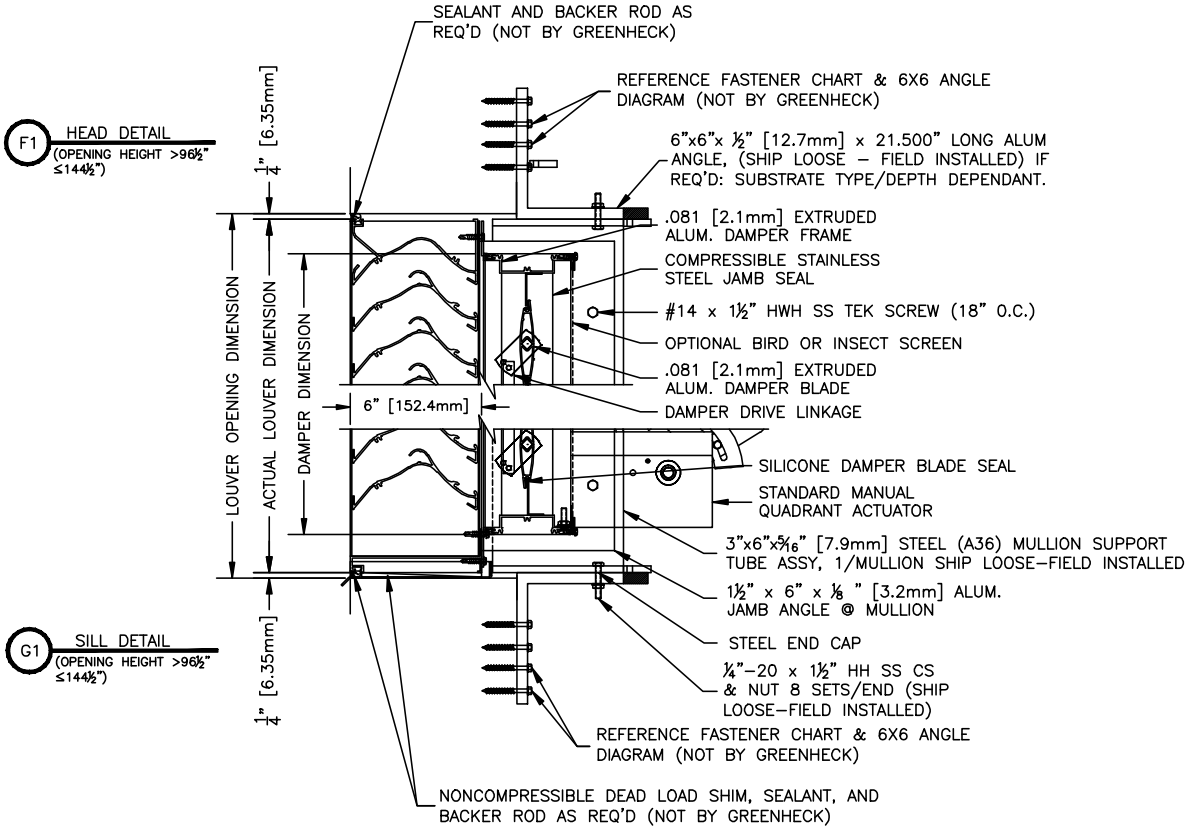 SEALANT AND BACKER ROD AS
REQ'D (NOT BY GREENHECK)
REFERENCE FASTENER CHART & 6X6 ANGLE
DIAGRAM (NOT BY GREENHECK)
6"x6"x ½" [12.7mm] x 21.500" LONG ALUM
ANGLE, (SHIP LOOSE – FIELD INSTALLED) IF
REQ'D: SUBSTRATE TYPE/DEPTH DEPENDANT.
F1
HEAD DETAIL
(OPENING HEIGHT >96½"
≤144½")
¼" [6.35mm]
.081 [2.1mm] EXTRUDED
ALUM. DAMPER FRAME
COMPRESSIBLE STAINLESS
STEEL JAMB SEAL
#14 x 1½" HWH SS TEK SCREW (18" O.C.)
OPTIONAL BIRD OR INSECT SCREEN
.081 [2.1mm] EXTRUDED
ALUM. DAMPER BLADE
DAMPER DRIVE LINKAGE
LOUVER OPENING DIMENSION
ACTUAL LOUVER DIMENSION
DAMPER DIMENSION
6" [152.4mm]
SILICONE DAMPER BLADE SEAL
STANDARD MANUAL
QUADRANT ACTUATOR
3"x6"x5/16" [7.9mm] STEEL (A36) MULLION SUPPORT
TUBE ASSY, 1/MULLION SHIP LOOSE–FIELD INSTALLED
1½" x 6" x ⅛ " [3.2mm] ALUM.
JAMB ANGLE @ MULLION
STEEL END CAP
¼"–20 x 1½" HH SS CS
& NUT 8 SETS/END (SHIP
LOOSE–FIELD INSTALLED)
G1
SILL DETAIL
(OPENING HEIGHT >96½"
≤144½")
¼" [6.35mm]
REFERENCE FASTENER CHART & 6X6 ANGLE
DIAGRAM (NOT BY GREENHECK)
NONCOMPRESSIBLE DEAD LOAD SHIM, SEALANT, AND
BACKER ROD AS REQ'D (NOT BY GREENHECK)